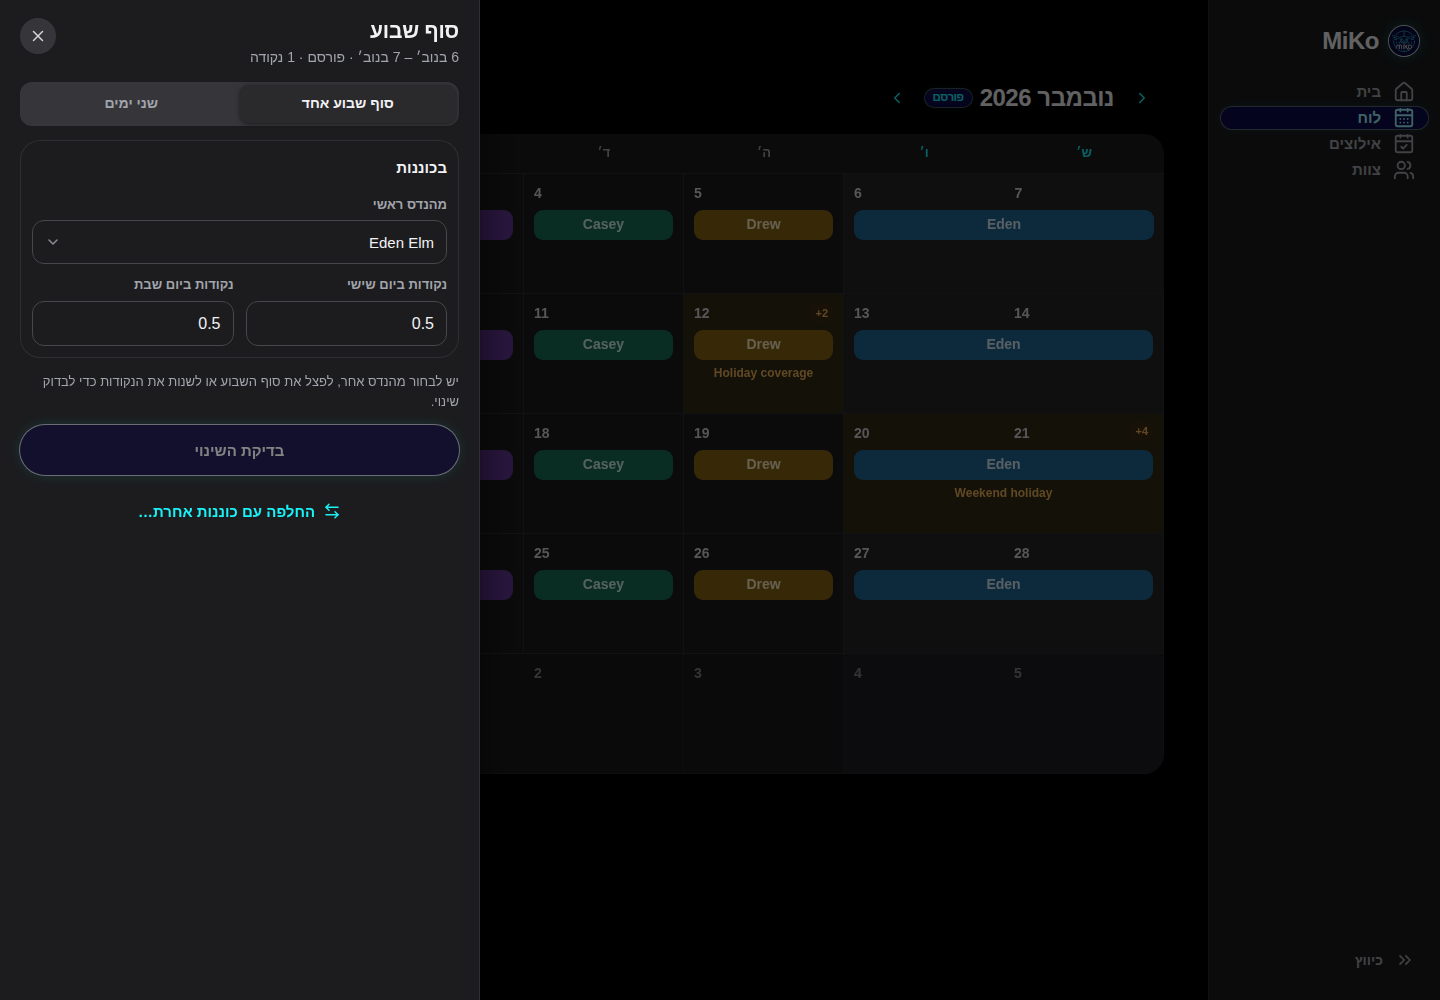 MiKo
בית
לוח
אילוצים
צוות
כיווץ
נובמבר 2026 פורסם
ש׳
ו׳
ה׳
ד׳
4 5 6 7
Casey Drew Eden
11 12 +2 13 14
Casey Drew Eden
Holiday coverage
18 19 20 21 +4
Casey Drew Eden
Weekend holiday
25 26 27 28
Casey Drew Eden
2 3 4 5
סוף שבוע
6 בנוב׳ – 7 בנוב׳ · פורסם · 1 נקודה
סוף שבוע אחד
שני ימים
בכוננות
מהנדס ראשי
Eden Elm
נקודות ביום שישי
נקודות ביום שבת
0.5
0.5
יש לבחור מהנדס אחר, לפצל את סוף השבוע או לשנות את הנקודות כדי לבדוק
שינוי.
בדיקת השינוי
החלפה עם כוננות אחרת…